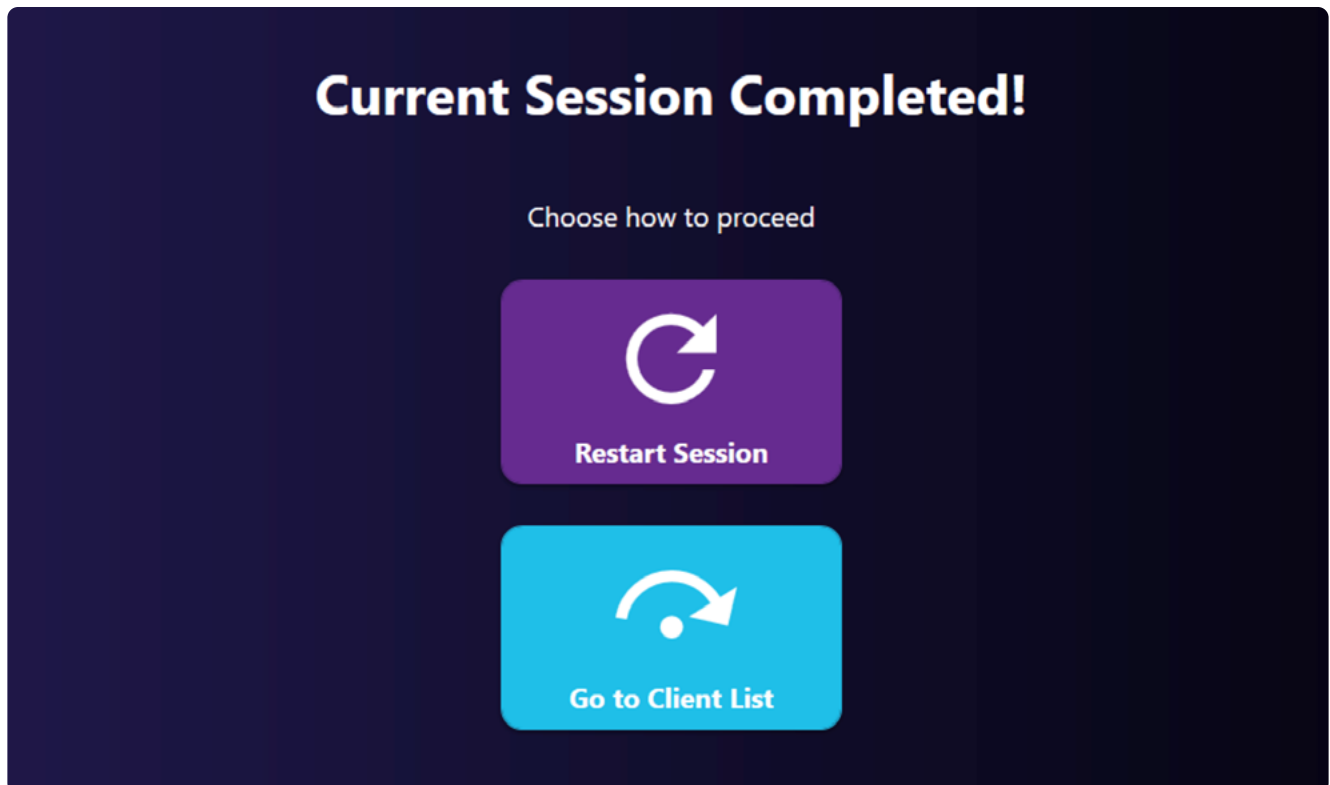 Current Session Completed!
Choose how to proceed
Restart Session
Go to Client List